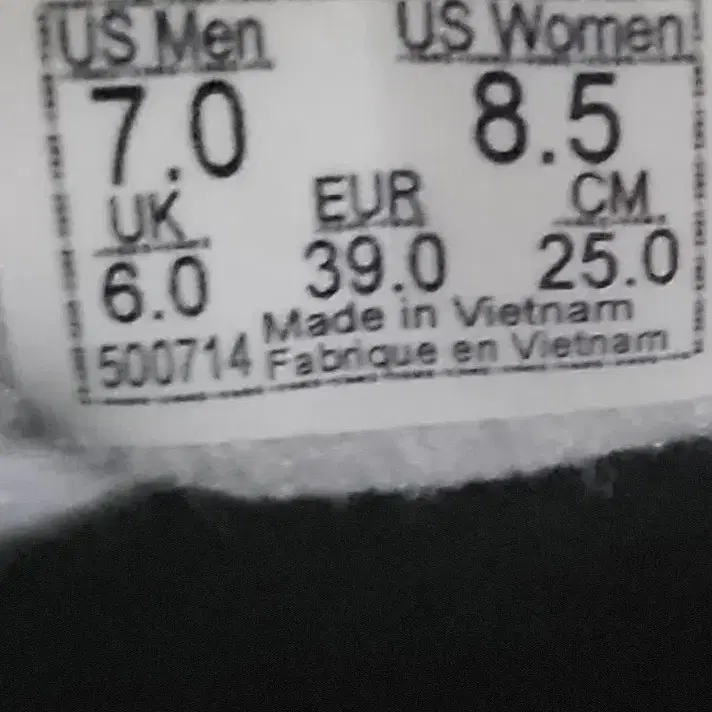 US Men US Women
7.0 8.5
UK EUR CM
6.0 39.0 25.0
Made in Vietnam
500714 Fabrique en Vietnam